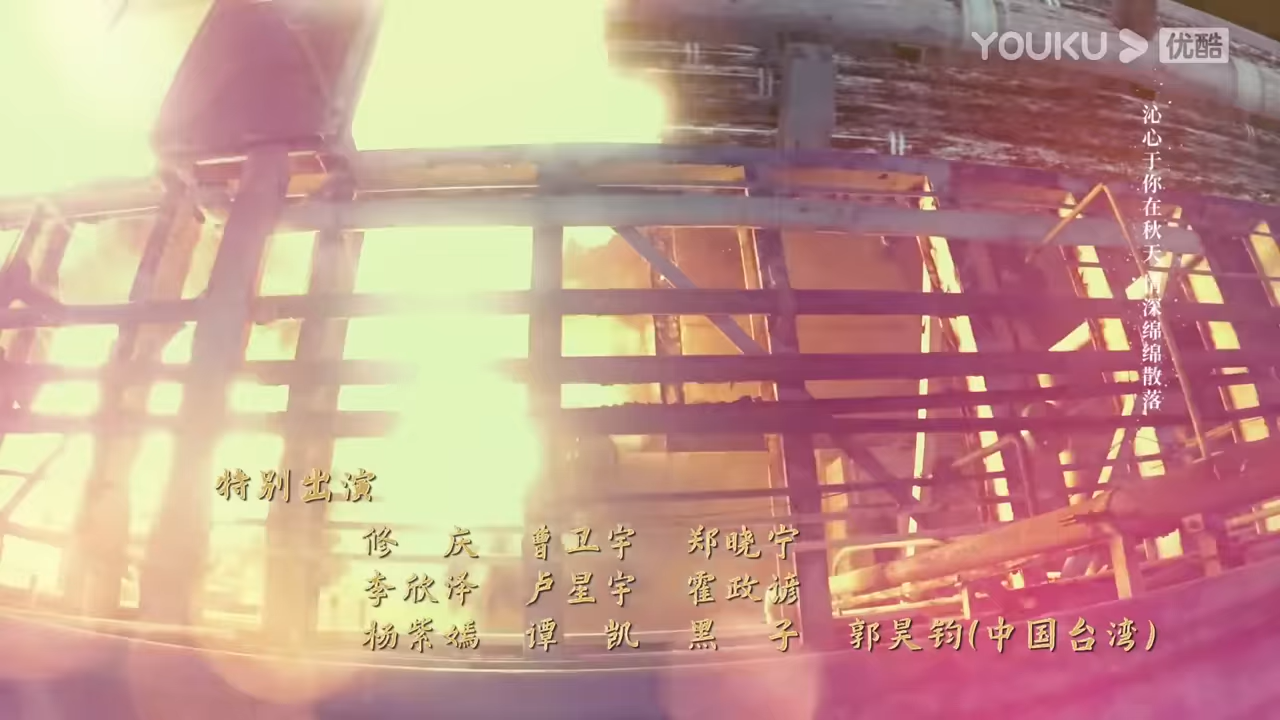 YOUKU 优酷
沁心于你在秋天 情深绵绵散落
特别出演
修 庆 曹卫宇 郑晓宁
李欣泽 卢星宇 霍政谚
杨紫嫣 谭 凯 黑 子 郭昊钧(中国台湾)